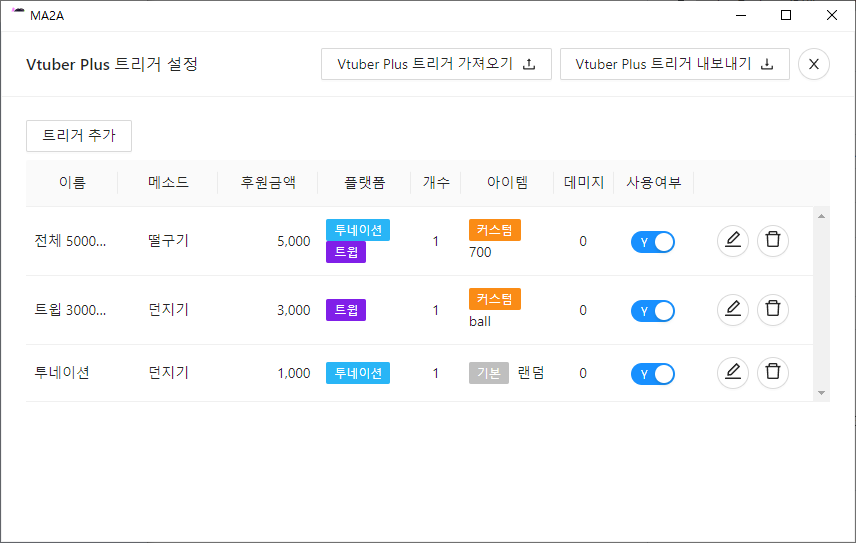 MA2A
Vtuber Plus 트리거 설정
Vtuber Plus 트리거 가져오기
Vtuber Plus 트리거 내보내기
트리거 추가
이름 메소드 후원금액 플랫폼 개수 아이템 데미지 사용여부
전체 5000... 떨구기 5,000 투네이션 1 커스텀 0 Y
트윕 700
트윕 3000... 던지기 3,000 트윕 1 커스텀 0 Y
ball
투네이션 던지기 1,000 투네이션 1 기본 랜덤 0 Y